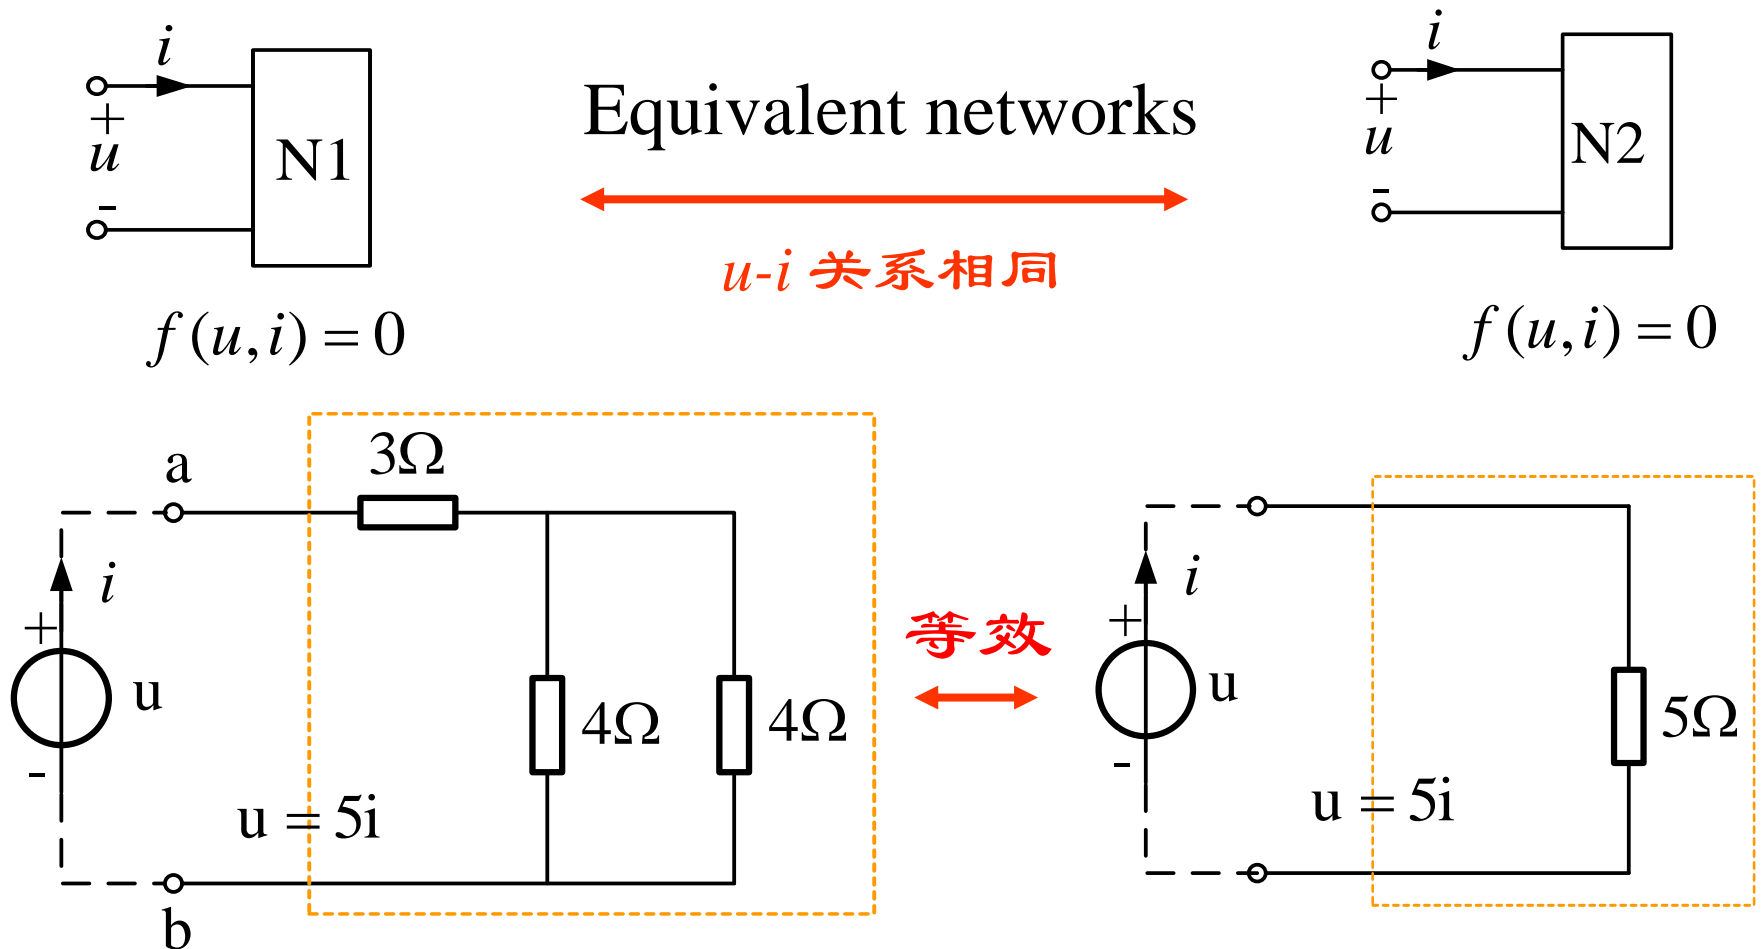 i
+
u
-
N1
f(u,i)=0
Equivalent networks
u-i 关系相同
i
+
u
-
N2
f(u,i)=0
a
3Ω
i
+
u
-
4Ω
4Ω
u = 5i
b
等效
i
+
u
-
5Ω
u = 5i